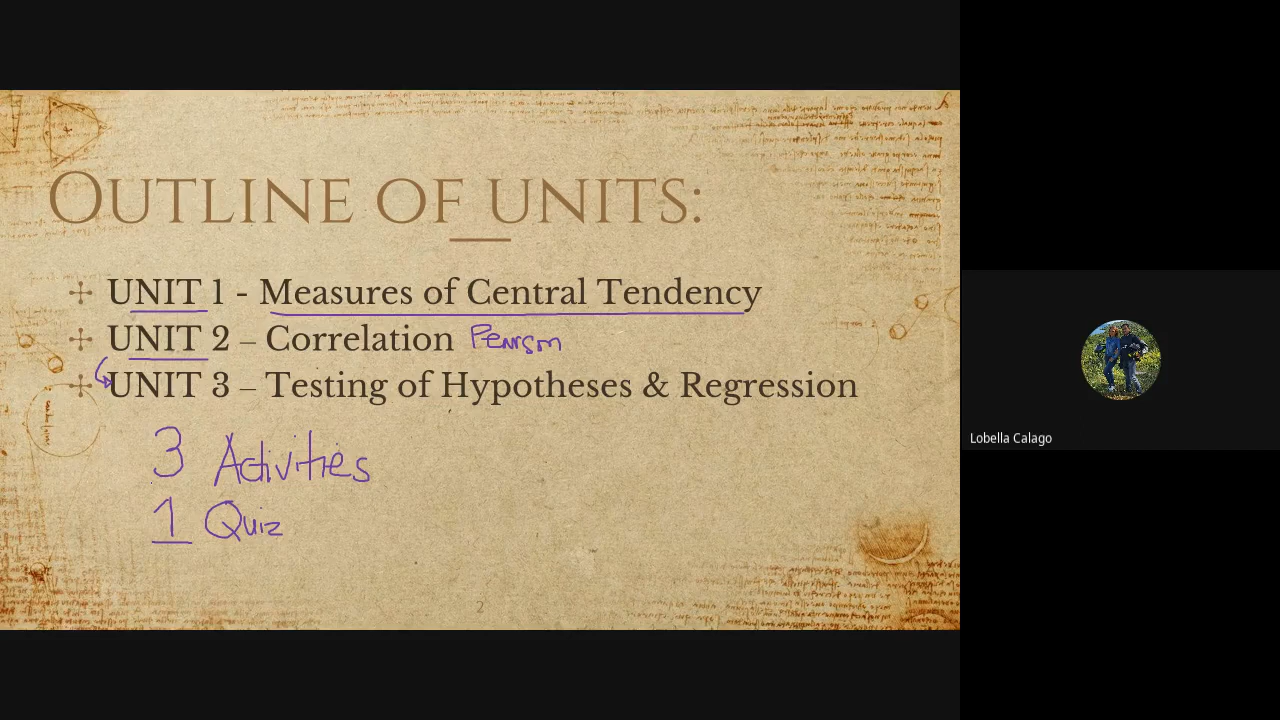 OUTLINE OF UNITS:
UNIT 1 - Measures of Central Tendency
UNIT 2 – Correlation Pearson
UNIT 3 – Testing of Hypotheses & Regression
3 Activities
1 Quiz
2
Lobella Calago